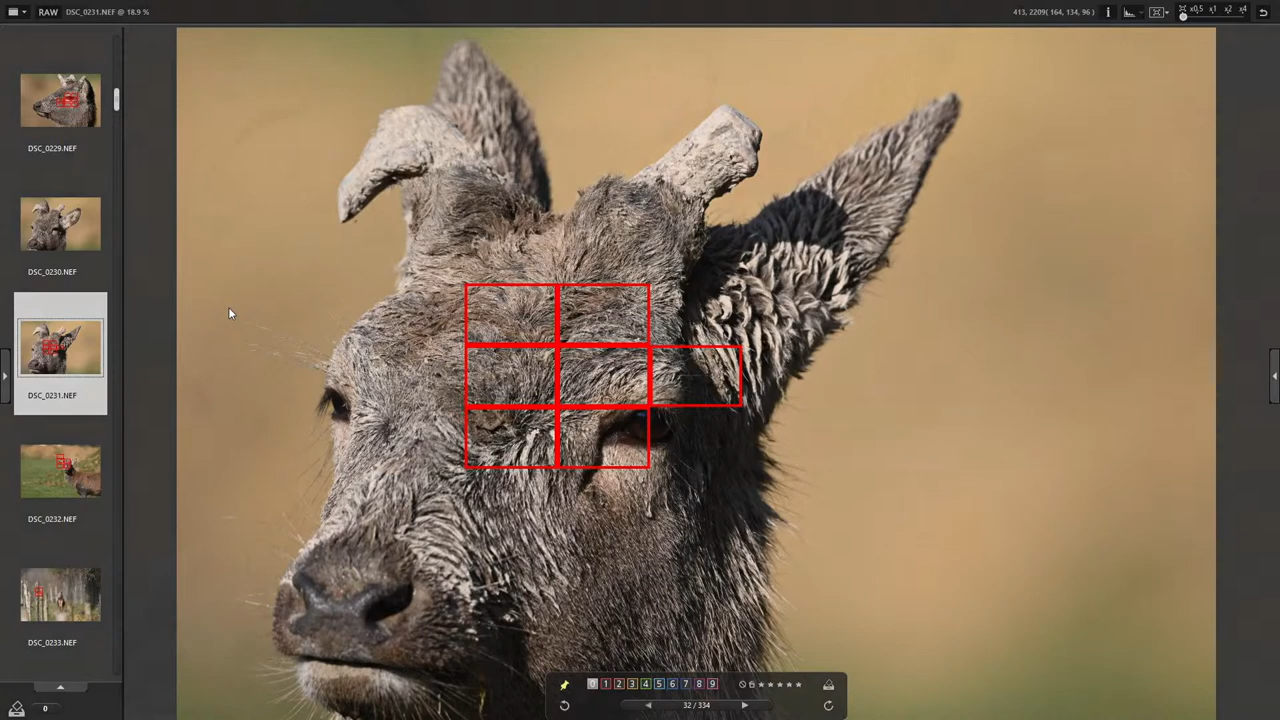 RAW DSC_0231.NEF @ 18.9 % 413, 2209( 164, 134, 96 ) i x0,5 x1 x2 x4
DSC_0229.NEF
DSC_0230.NEF
DSC_0231.NEF
DSC_0232.NEF
DSC_0233.NEF
0 1 2 3 4 5 6 7 8 9
32 / 334
0